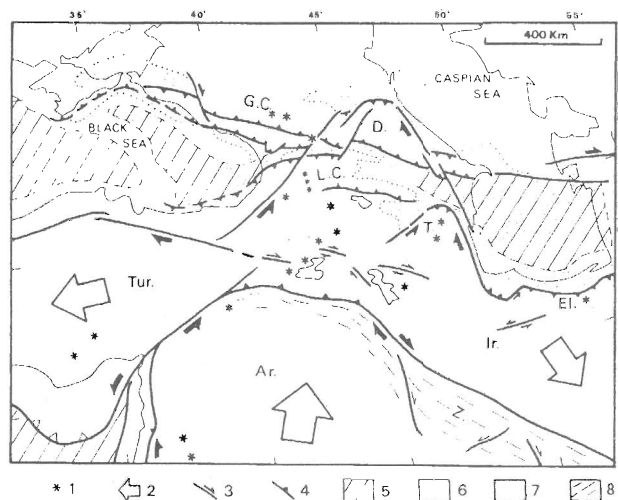 35° 40° 45° 50° 55°
400 Km
CASPIAN
SEA
G.C.
BLACK
SEA
D.
L.C.
T
Tur.
El.
Ir.
Ar.
Z
* 1 2 3 4 5 6 7 8